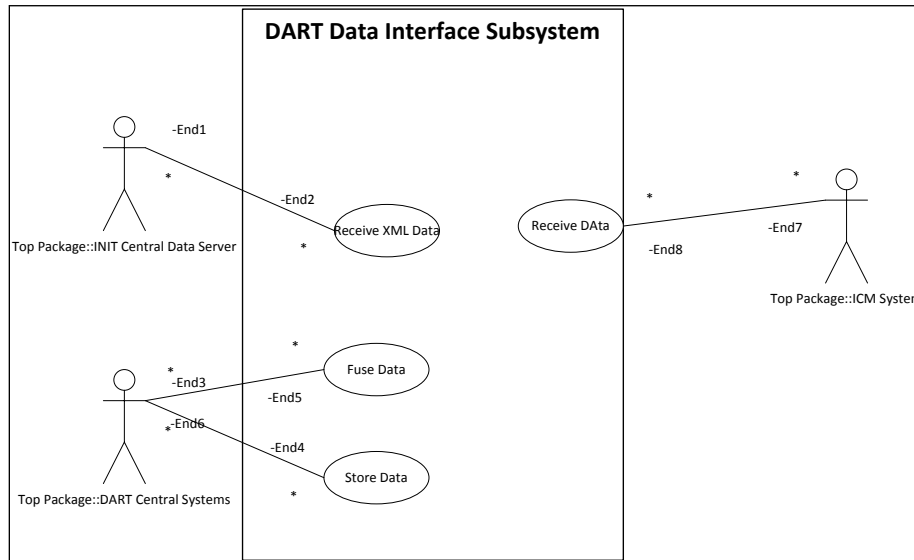 DART Data Interface Subsystem
-End1
*
-End2
*
Receive XML Data
Top Package::INIT Central Data Server
*
*
Receive DAta
-End7
-End8
Top Package::ICM System
*
*
-End3
-End5
Fuse Data
-End6
*
-End4
*
Store Data
Top Package::DART Central Systems